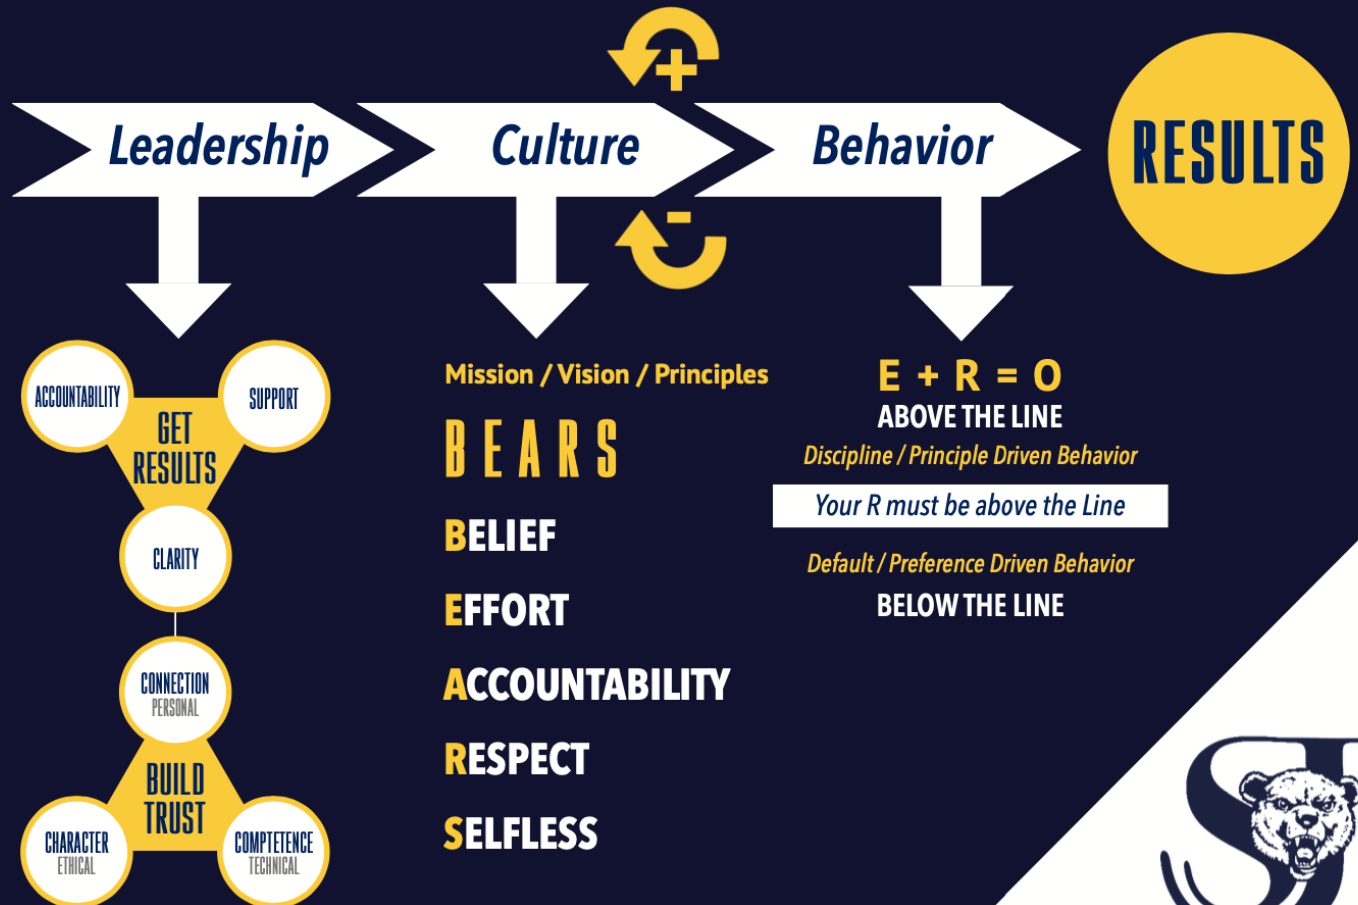 +
Leadership
Culture
Behavior
RESULTS
-
ACCOUNTABILITY
SUPPORT
GET
RESULTS
CLARITY
CONNECTION
PERSONAL
BUILD
TRUST
CHARACTER
ETHICAL
COMPTETENCE
TECHNICAL
Mission / Vision / Principles
BEARS
BELIEF
EFFORT
ACCOUNTABILITY
RESPECT
SELFLESS
E + R = O
ABOVE THE LINE
Discipline / Principle Driven Behavior
Your R must be above the Line
Default / Preference Driven Behavior
BELOW THE LINE
SJ